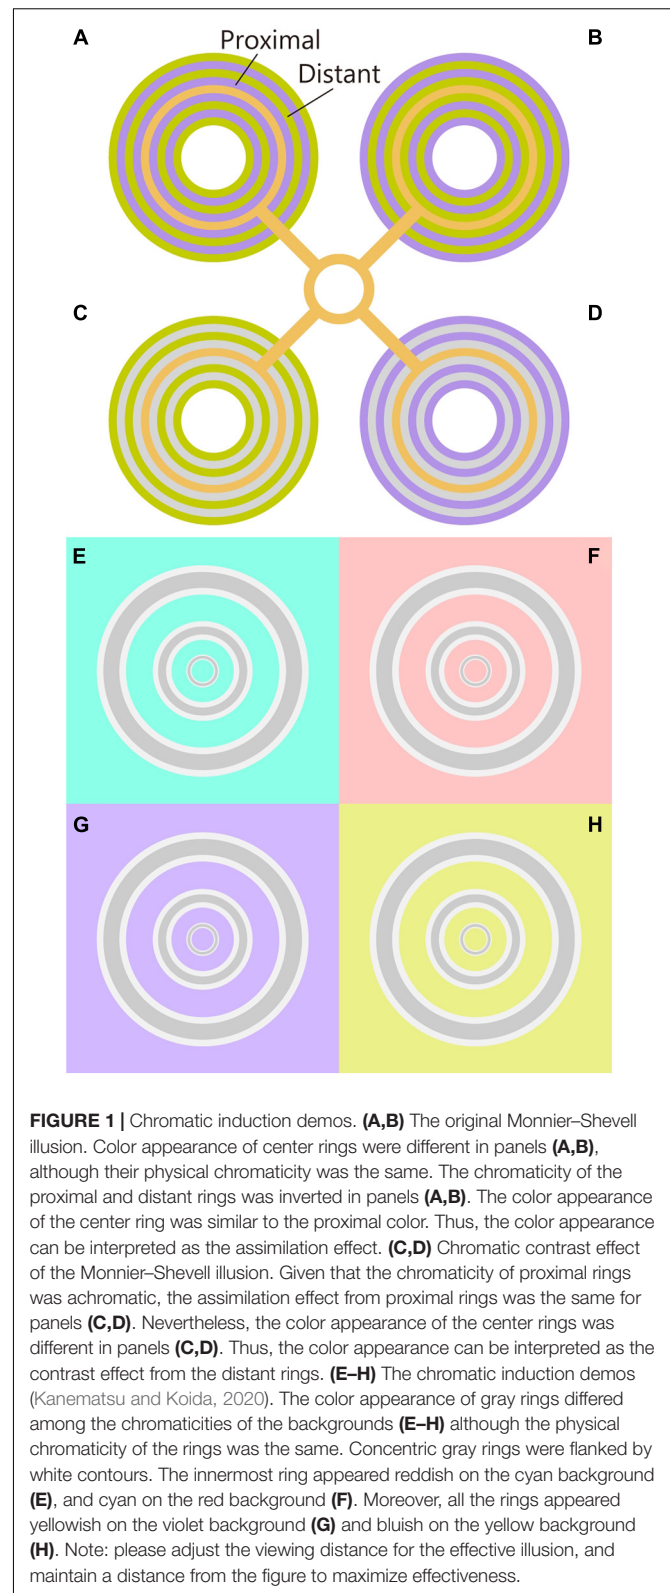 A
Proximal
B
Distant
C
D
E
F
G
H
FIGURE 1 | Chromatic induction demos. (A,B) The original Monnier–Shevell
illusion. Color appearance of center rings were different in panels (A,B),
although their physical chromaticity was the same. The chromaticity of the
proximal and distant rings was inverted in panels (A,B). The color appearance
of the center ring was similar to the proximal color. Thus, the color appearance
can be interpreted as the assimilation effect. (C,D) Chromatic contrast effect
of the Monnier–Shevell illusion. Given that the chromaticity of proximal rings
was achromatic, the assimilation effect from proximal rings was the same for
panels (C,D). Nevertheless, the color appearance of the center rings was
different in panels (C,D). Thus, the color appearance can be interpreted as the
contrast effect from the distant rings. (E–H) The chromatic induction demos
(Kanematsu and Koida, 2020). The color appearance of gray rings differed
among the chromaticities of the backgrounds (E–H) although the physical
chromaticity of the rings was the same. Concentric gray rings were flanked by
white contours. The innermost ring appeared reddish on the cyan background
(E), and cyan on the red background (F). Moreover, all the rings appeared
yellowish on the violet background (G) and bluish on the yellow background
(H). Note: please adjust the viewing distance for the effective illusion, and
maintain a distance from the figure to maximize effectiveness.